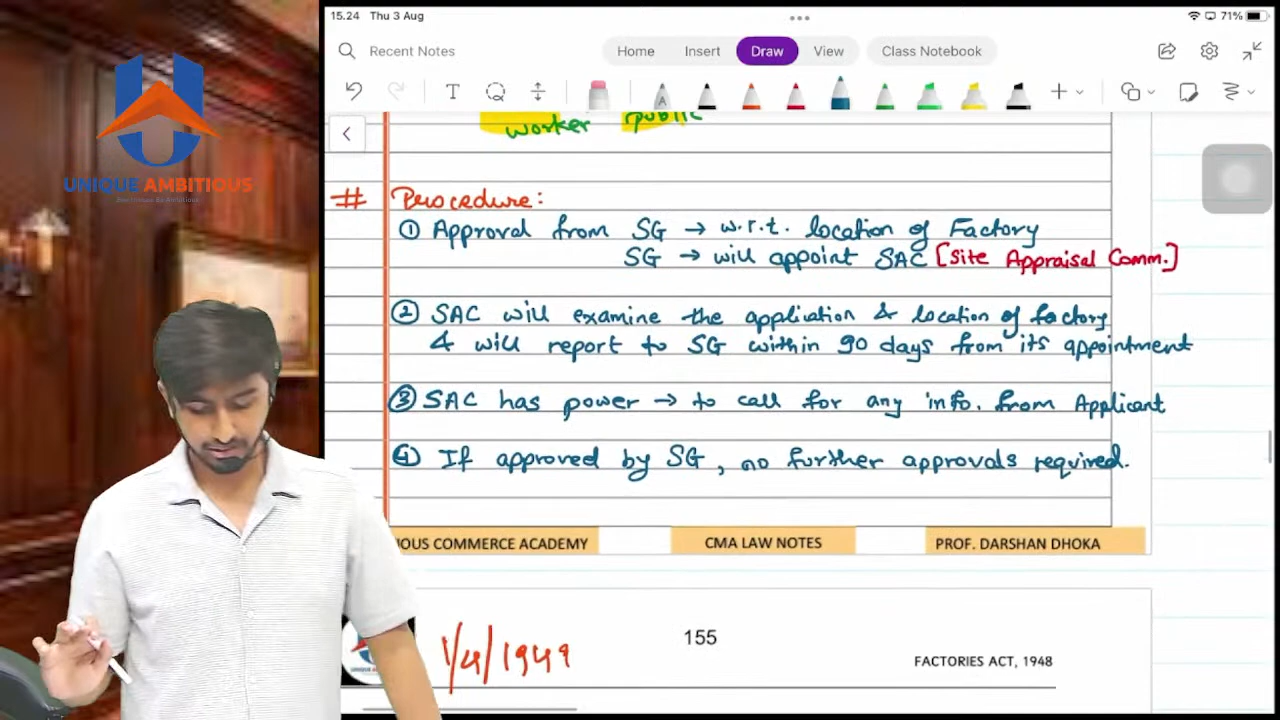 15.24 Thu 3 Aug
71%
Recent Notes
Home Insert Draw View Class Notebook
UNIQUE AMBITIOUS
worker public
# Procedure:
① Approval from SG → w.r.t. location of Factory
SG → will appoint SAC [Site Appraisal Comm.]
② SAC will examine the application & location of factory
& will report to SG within 90 days from its appointment
③ SAC has power → to call for any info. from Applicant
④ If approved by SG, no further approvals required.
IOUS COMMERCE ACADEMY CMA LAW NOTES PROF. DARSHAN DHOKA
1/4/1949
155
FACTORIES ACT, 1948